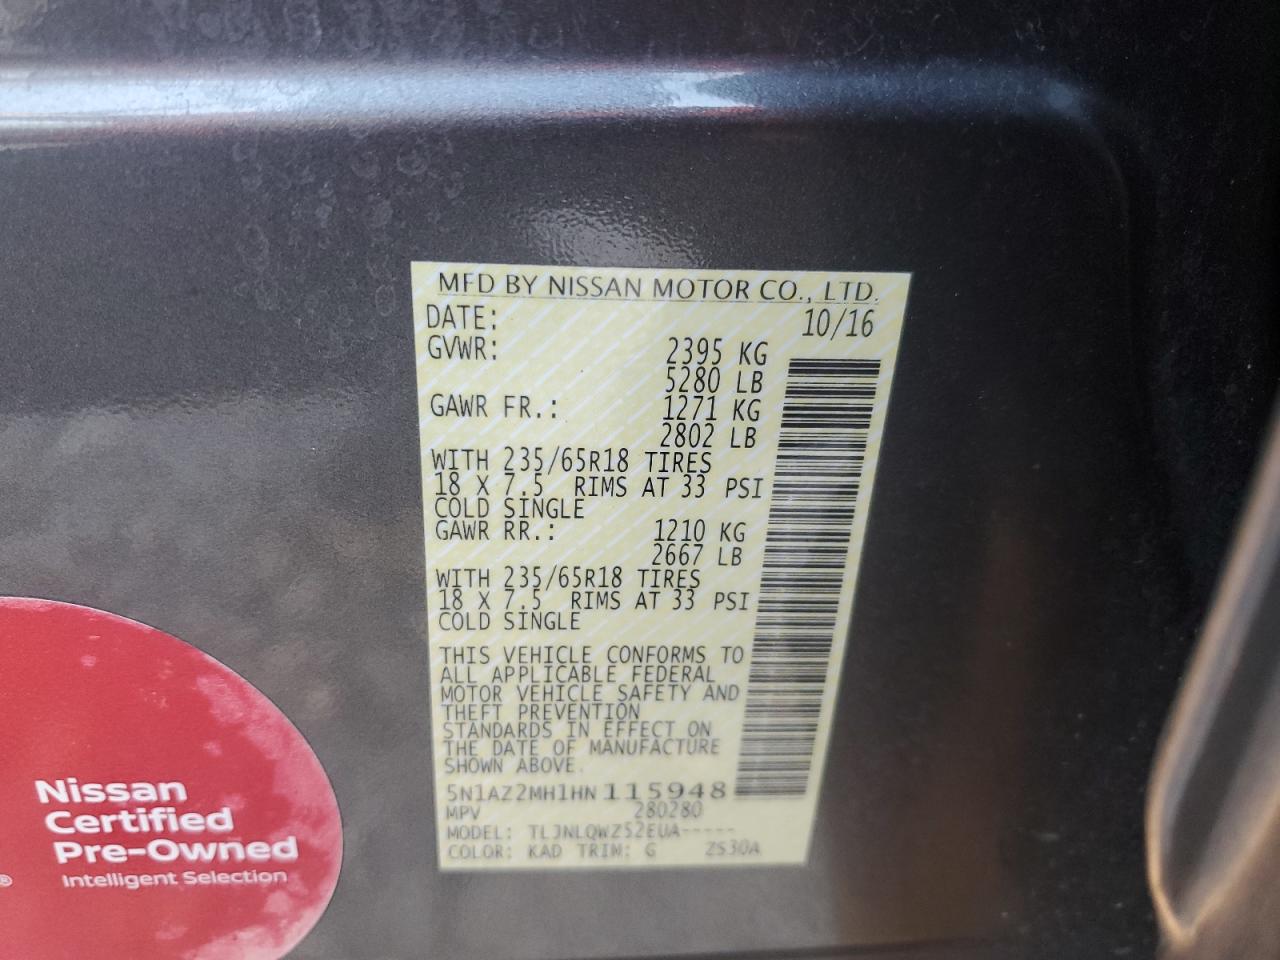 MFD BY NISSAN MOTOR CO., LTD.
DATE: 10/16
GVWR: 2395 KG
5280 LB
GAWR FR.: 1271 KG
2802 LB
WITH 235/65R18 TIRES
18 X 7.5 RIMS AT 33 PSI
COLD SINGLE
GAWR RR.: 1210 KG
2667 LB
WITH 235/65R18 TIRES
18 X 7.5 RIMS AT 33 PSI
COLD SINGLE
THIS VEHICLE CONFORMS TO
ALL APPLICABLE FEDERAL
MOTOR VEHICLE SAFETY AND
THEFT PREVENTION
STANDARDS IN EFFECT ON
THE DATE OF MANUFACTURE
SHOWN ABOVE.
5N1AZ2MH1HN115948
MPV 280280
MODEL: TLJNLQWZ52EUA-----
COLOR: KAD TRIM: G ZS30A
Nissan
Certified
Pre-Owned
® Intelligent Selection